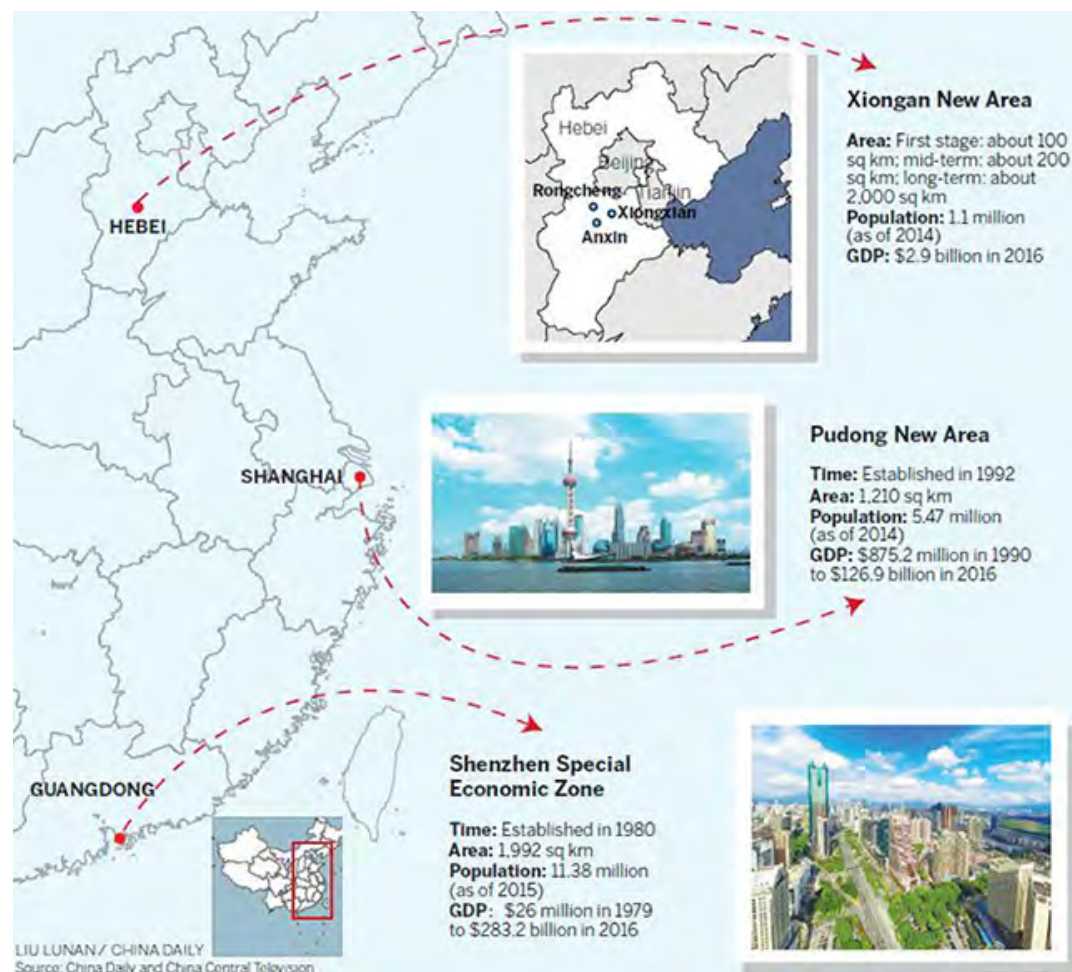 Xiongan New Area
Area: First stage: about 100
sq km; mid-term: about 200
sq km; long-term: about
2,000 sq km
Population: 1.1 million
(as of 2014)
GDP: $2.9 billion in 2016
Hebei
Beijing
Tianjin
Rongcheng
Xiongxian
Anxin
HEBEI
Pudong New Area
Time: Established in 1992
Area: 1,210 sq km
Population: 5.47 million
(as of 2014)
GDP: $875.2 million in 1990
to $126.9 billion in 2016
SHANGHAI
Shenzhen Special
Economic Zone
Time: Established in 1980
Area: 1,992 sq km
Population: 11.38 million
(as of 2015)
GDP: $26 million in 1979
to $283.2 billion in 2016
GUANGDONG
LIU LUNAN / CHINA DAILY
Source: China Daily and China Central Television